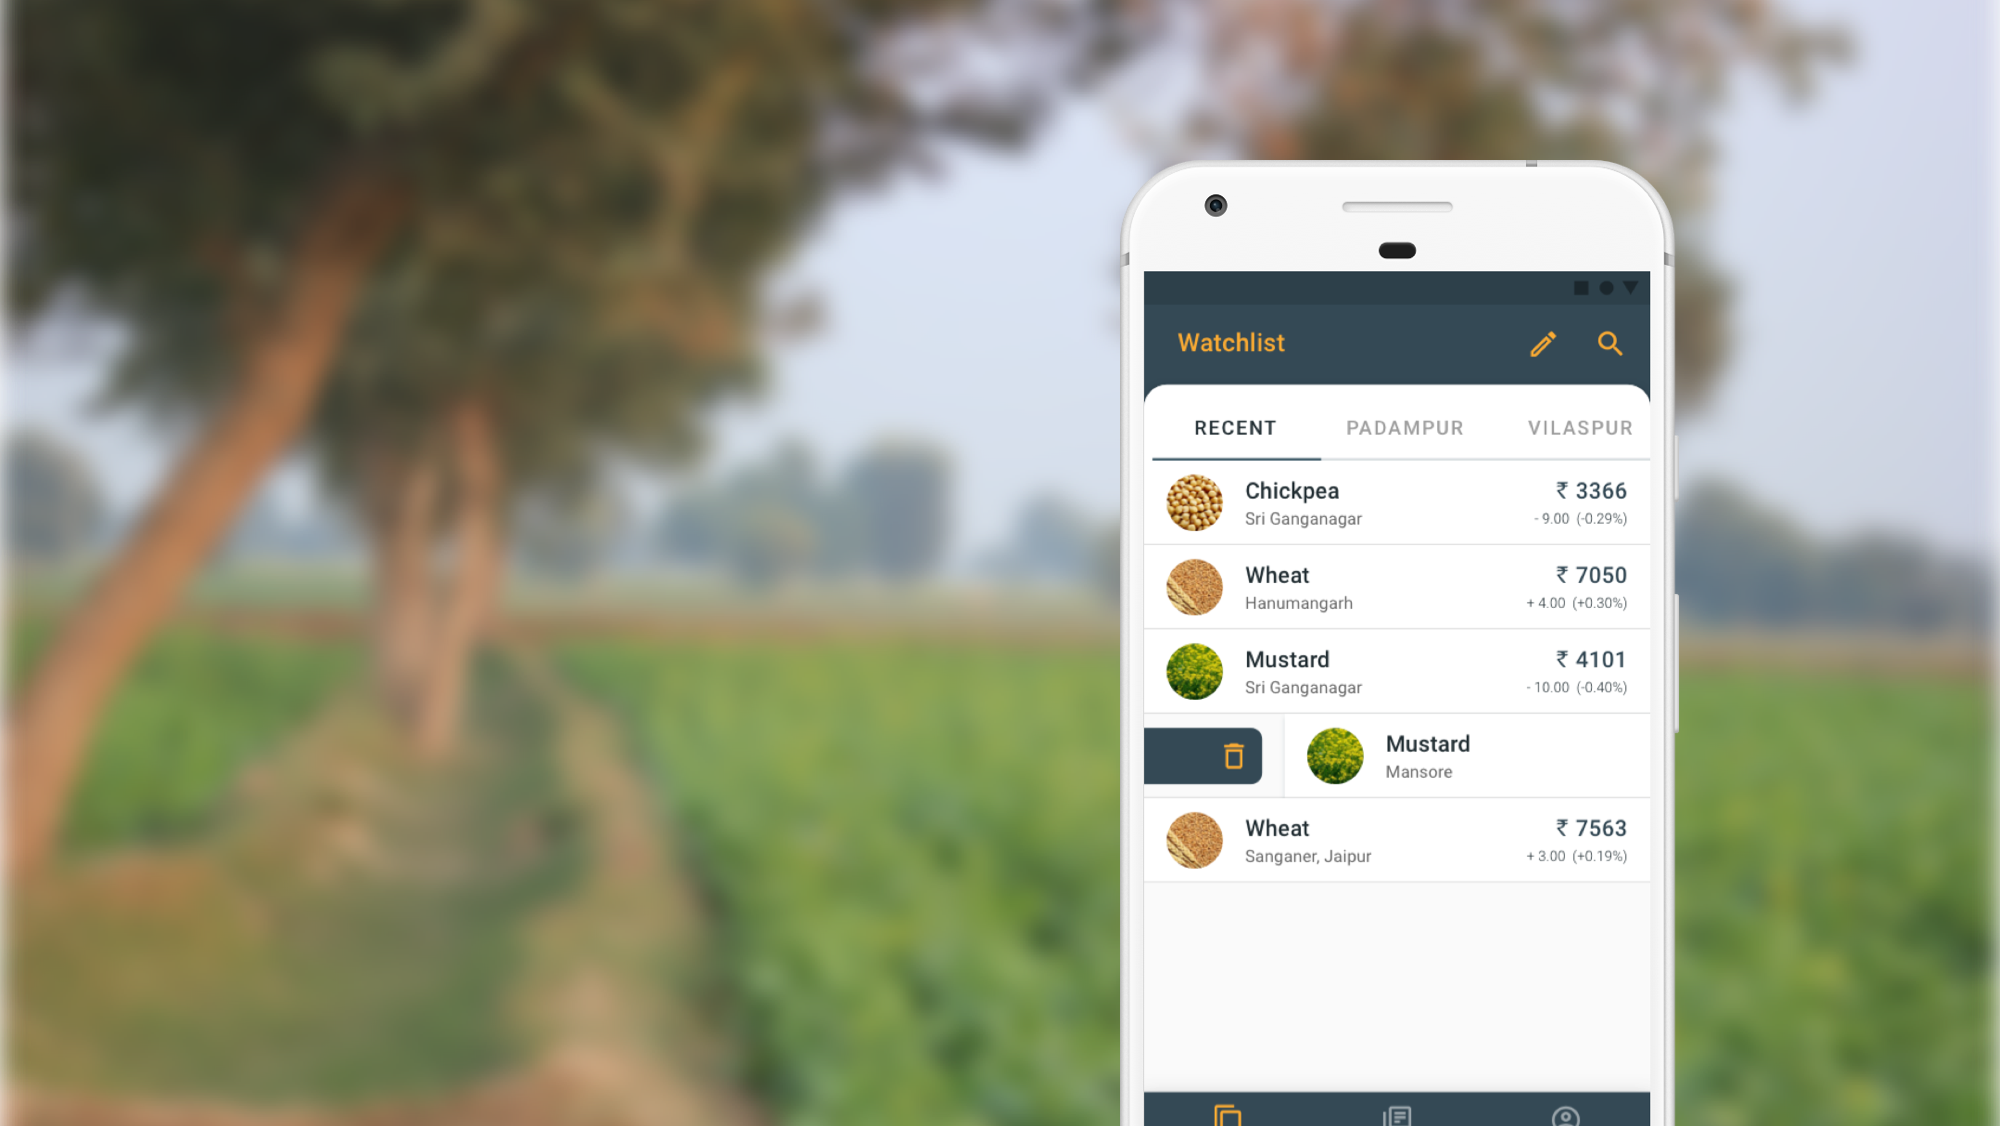 Watchlist
RECENT PADAMPUR VILASPUR
Chickpea ₹ 3366
Sri Ganganagar - 9.00 (-0.29%)
Wheat ₹ 7050
Hanumangarh + 4.00 (+0.30%)
Mustard ₹ 4101
Sri Ganganagar - 10.00 (-0.40%)
Mustard
Mansore
Wheat ₹ 7563
Sanganer, Jaipur + 3.00 (+0.19%)